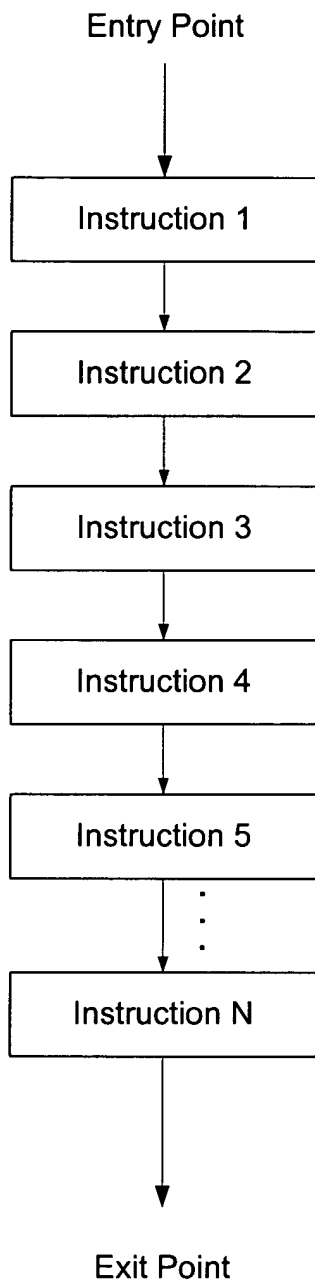 Entry Point
Instruction 1
Instruction 2
Instruction 3
Instruction 4
Instruction 5
Instruction N
Exit Point